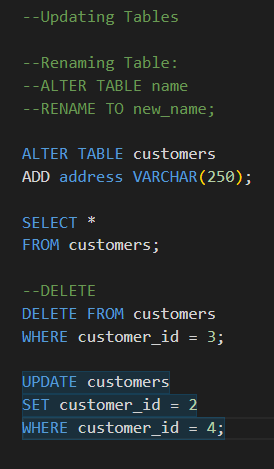 --Updating Tables
--Renaming Table:
--ALTER TABLE name
--RENAME TO new_name;
ALTER TABLE customers
ADD address VARCHAR(250);
SELECT *
FROM customers;
--DELETE
DELETE FROM customers
WHERE customer_id = 3;
UPDATE customers
SET customer_id = 2
WHERE customer_id = 4;